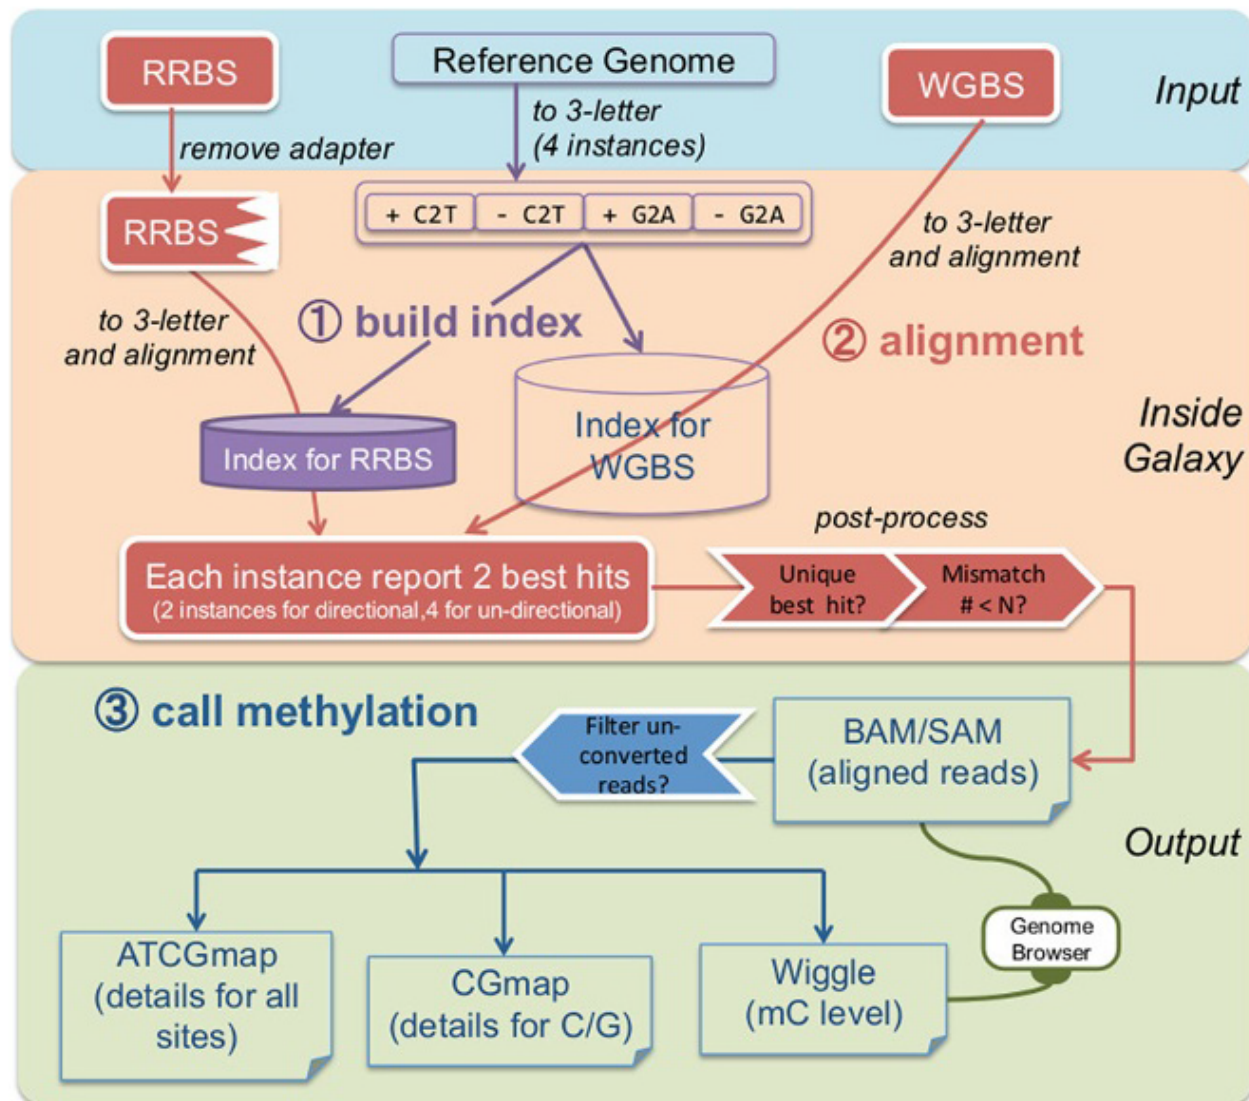 RRBS
Reference Genome
WGBS
Input
remove adapter
to 3-letter
(4 instances)
RRBS
+ C2T
- C2T
+ G2A
- G2A
to 3-letter
and alignment
to 3-letter
and alignment
① build index
② alignment
Index for RRBS
Index for
WGBS
Inside
Galaxy
Each instance report 2 best hits
(2 instances for directional,4 for un-directional)
post-process
Unique
best hit?
Mismatch
# < N?
③ call methylation
Filter un-
converted
reads?
BAM/SAM
(aligned reads)
Output
Genome
Browser
ATCGmap
(details for all
sites)
CGmap
(details for C/G)
Wiggle
(mC level)